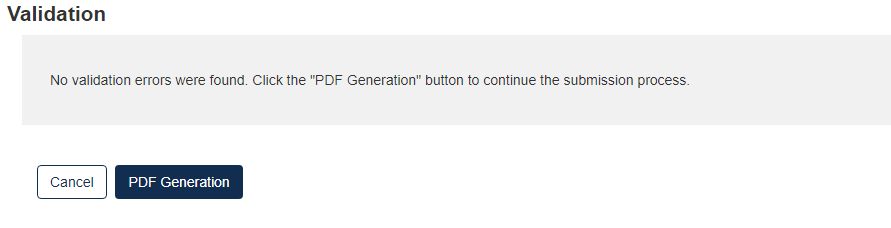 Validation
No validation errors were found. Click the "PDF Generation" button to continue the submission process.
Cancel
PDF Generation